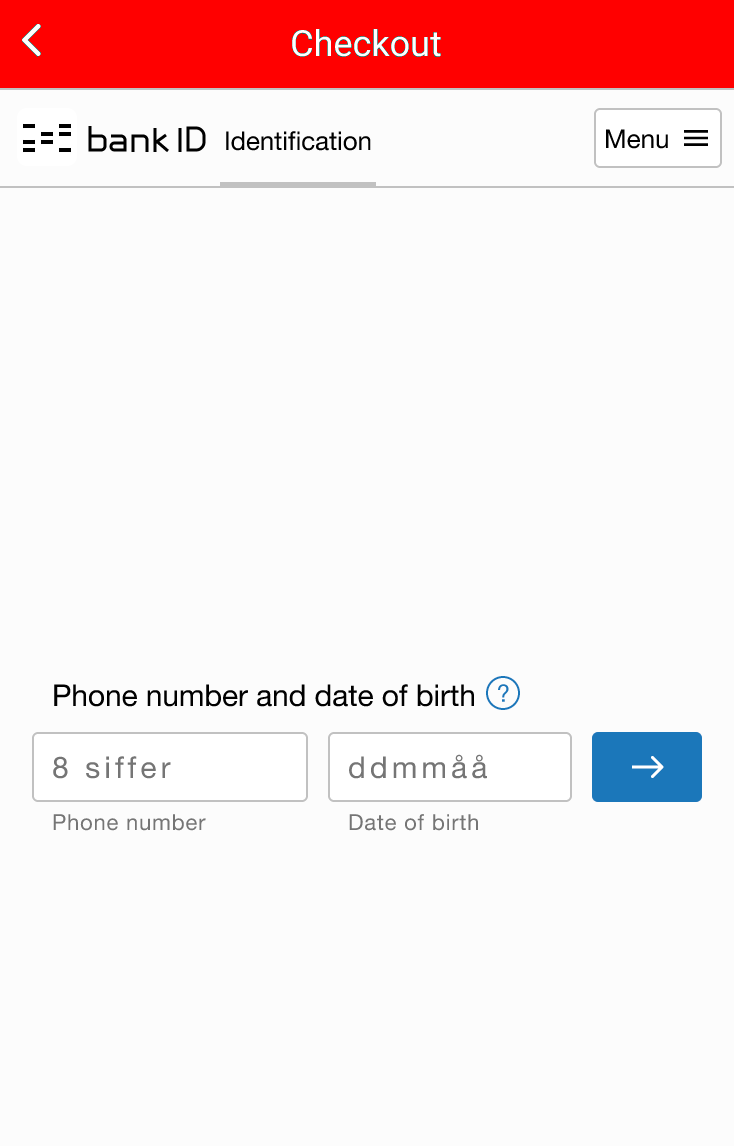 Checkout
bank ID Identification Menu
Phone number and date of birth ?
8 siffer ddmmåå
Phone number Date of birth